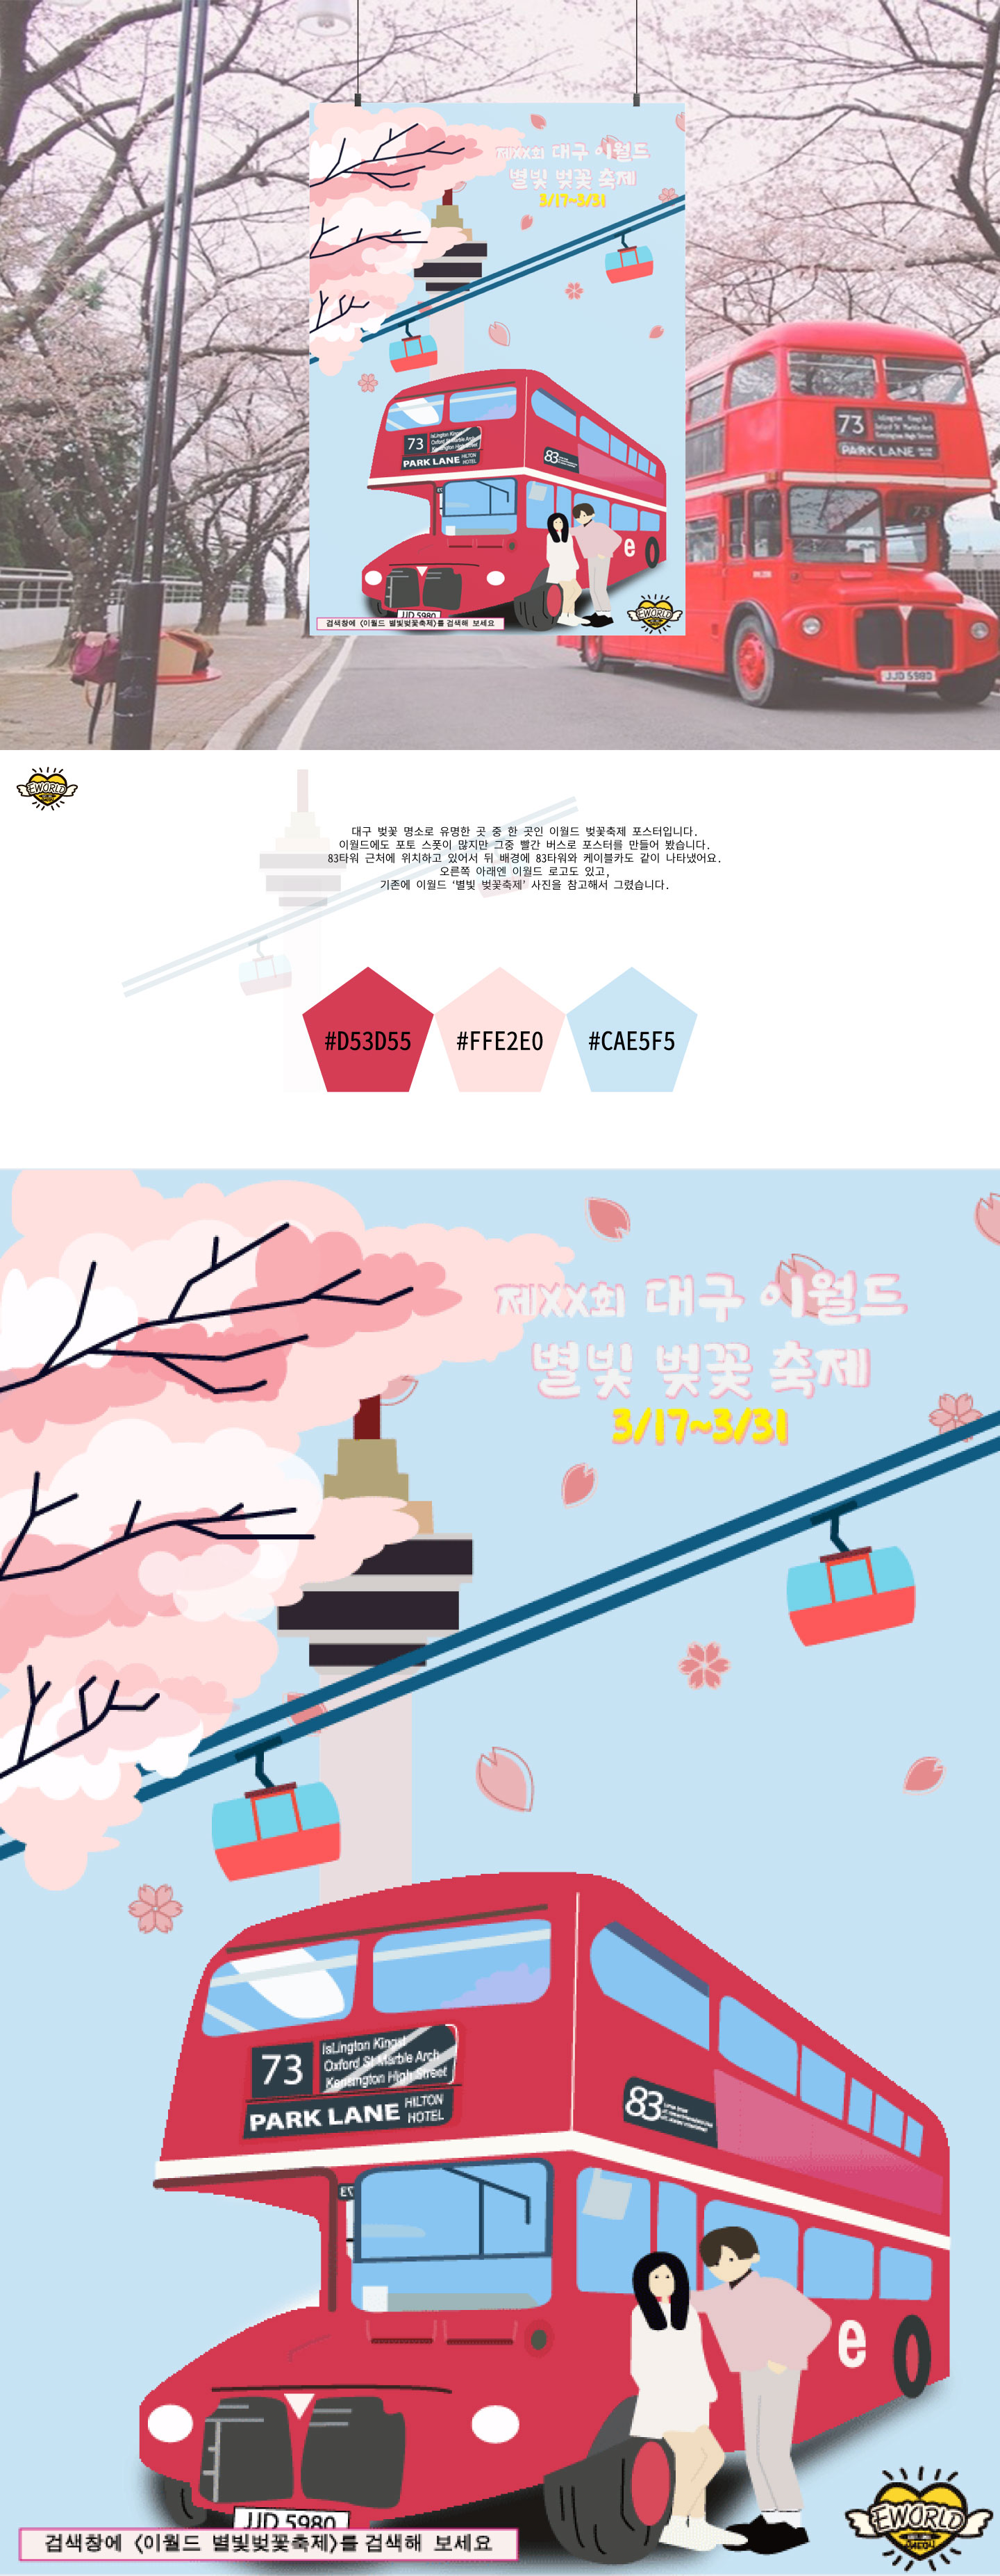 제XX회 대구 이월드
별빛 벚꽃 축제
3/17~3/31
73
Islington Kings
Oxford St Marble Arch
Kensington High Street
PARK LANE HILTON HOTEL
83
e
JJD 5980
검색창에 <이월드 별빛벚꽃축제>를 검색해 보세요
EWORLD
73
PARK LANE
73
JJD 5980
EWORLD
대구 벚꽃 명소로 유명한 곳 중 한 곳인 이월드 벚꽃축제 포스터입니다.
이월드에도 포토 스폿이 많지만 그중 빨간 버스로 포스터를 만들어 봤습니다.
83타워 근처에 위치하고 있어서 뒤 배경에 83타워와 케이블카도 같이 나타냈어요.
오른쪽 아래엔 이월드 로고도 있고,
기존에 이월드 '별빛 벚꽃축제' 사진을 참고해서 그렸습니다.
#D53D55
#FFE2E0
#CAE5F5
제XX회 대구 이월드
별빛 벚꽃 축제
3/17~3/31
73
IsLington Kings
Oxford St Marble Arch
Kensington High Street
PARK LANE HILTON HOTEL
83
e
JJD 5980
검색창에 <이월드 별빛벚꽃축제>를 검색해 보세요
EWORLD